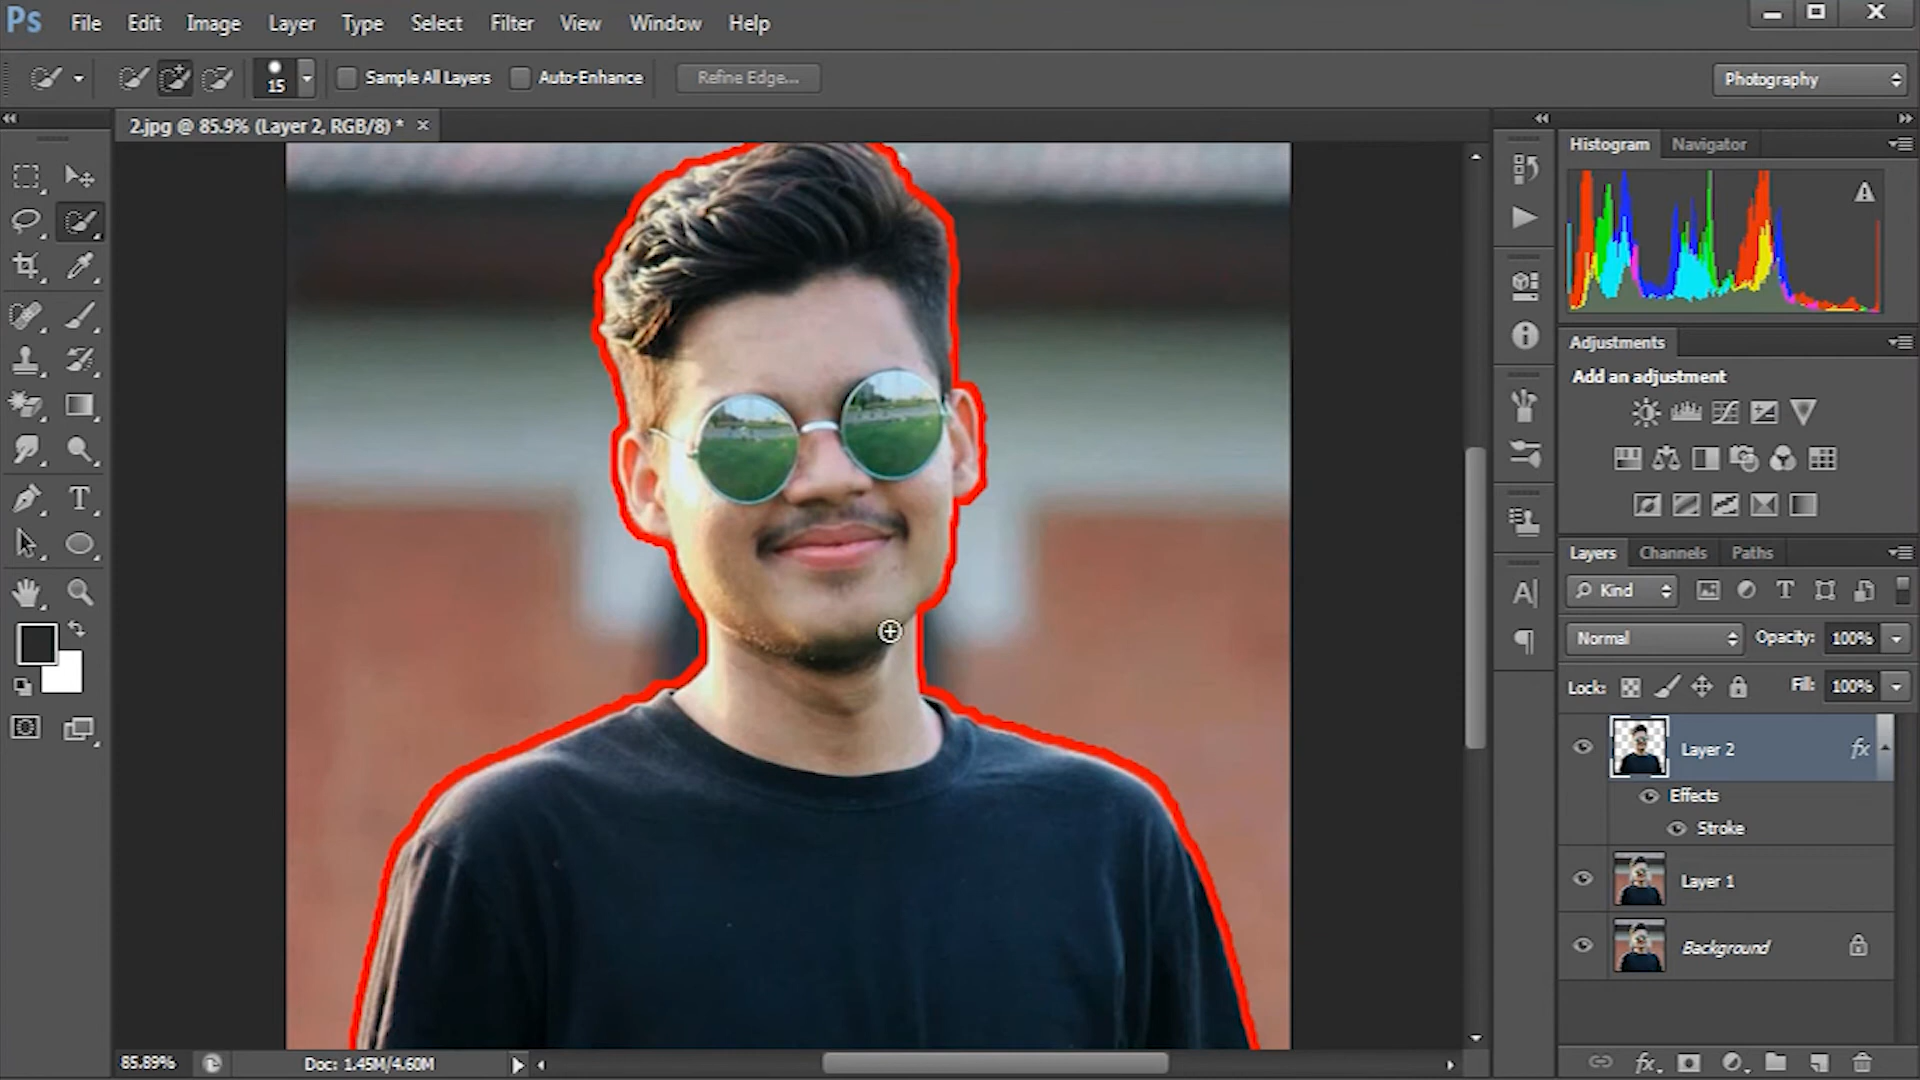 Ps File Edit Image Layer Type Select Filter View Window Help
15 Sample All Layers Auto-Enhance Refine Edge... Photography
2.jpg @ 85.9% (Layer 2, RGB/8) *
Histogram Navigator
Adjustments
Add an adjustment
Layers Channels Paths
Kind
Normal Opacity: 100%
Lock: Fill: 100%
Layer 2 fx
Effects
Stroke
Layer 1
Background
85.89% Doc: 1.45M/4.60M